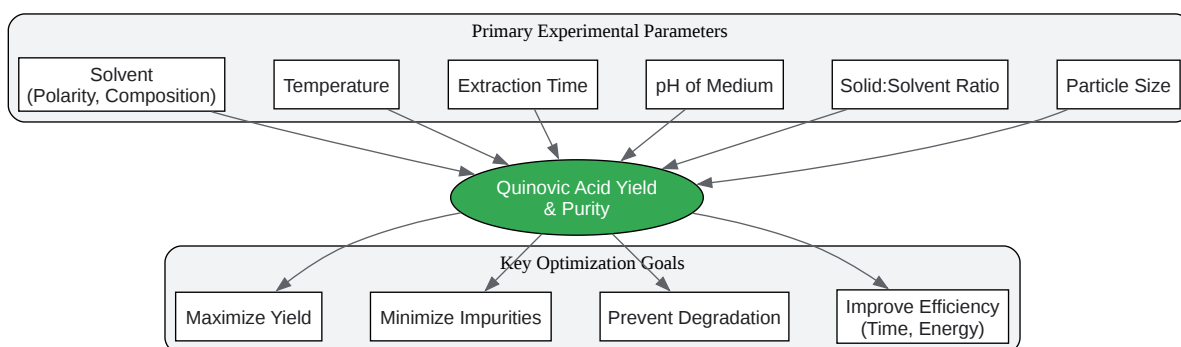 Primary Experimental Parameters
Solvent
(Polarity, Composition)
Temperature
Extraction Time
pH of Medium
Solid:Solvent Ratio
Particle Size
Quinovic Acid Yield
& Purity
Key Optimization Goals
Maximize Yield
Minimize Impurities
Prevent Degradation
Improve Efficiency
(Time, Energy)